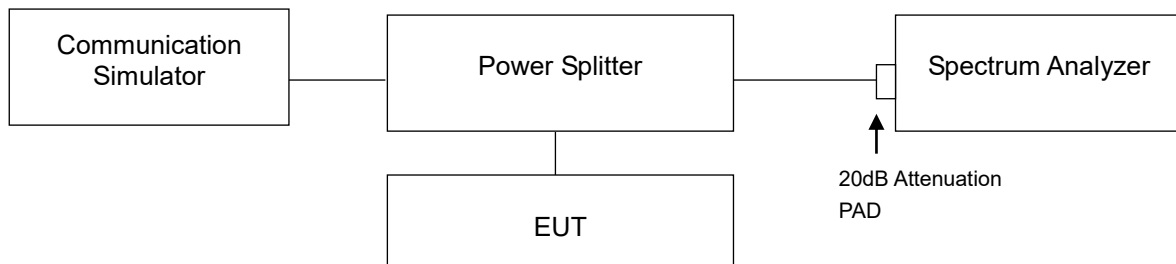 Communication
Simulator
Power Splitter
Spectrum Analyzer
20dB Attenuation
PAD
EUT